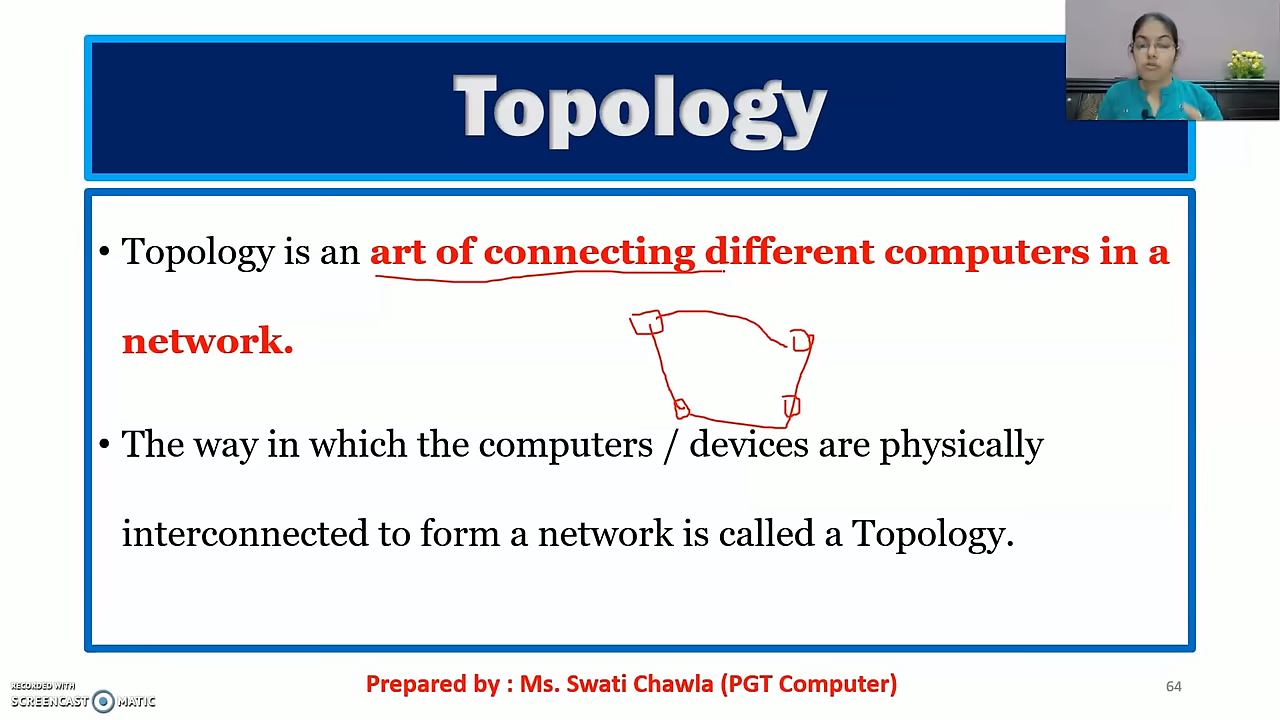 Topology
• Topology is an art of connecting different computers in a
network.
• The way in which the computers / devices are physically
interconnected to form a network is called a Topology.
Prepared by : Ms. Swati Chawla (PGT Computer)
64
RECORDED WITH
SCREENCAST MATIC